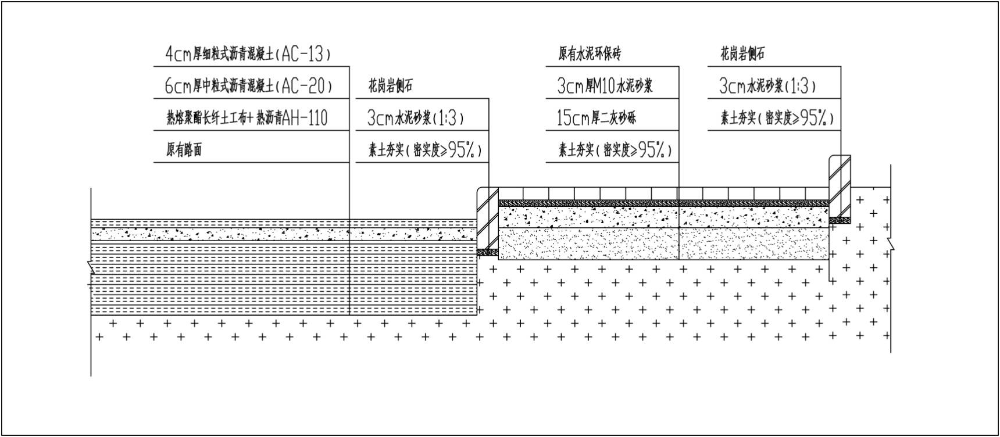 4cm厚细粒式沥青混凝土(AC-13)
6cm厚中粒式沥青混凝土(AC-20)
热熔聚酯长纤土工布+热沥青AH-110
原有路面
花岗岩侧石
3cm水泥砂浆(1:3)
素土夯实(密实度≥95%)
原有水泥环保砖
3cm厚M10水泥砂浆
15cm厚二灰砂砾
素土夯实(密实度≥95%)
花岗岩侧石
3cm水泥砂浆(1:3)
素土夯实(密实度≥95%)